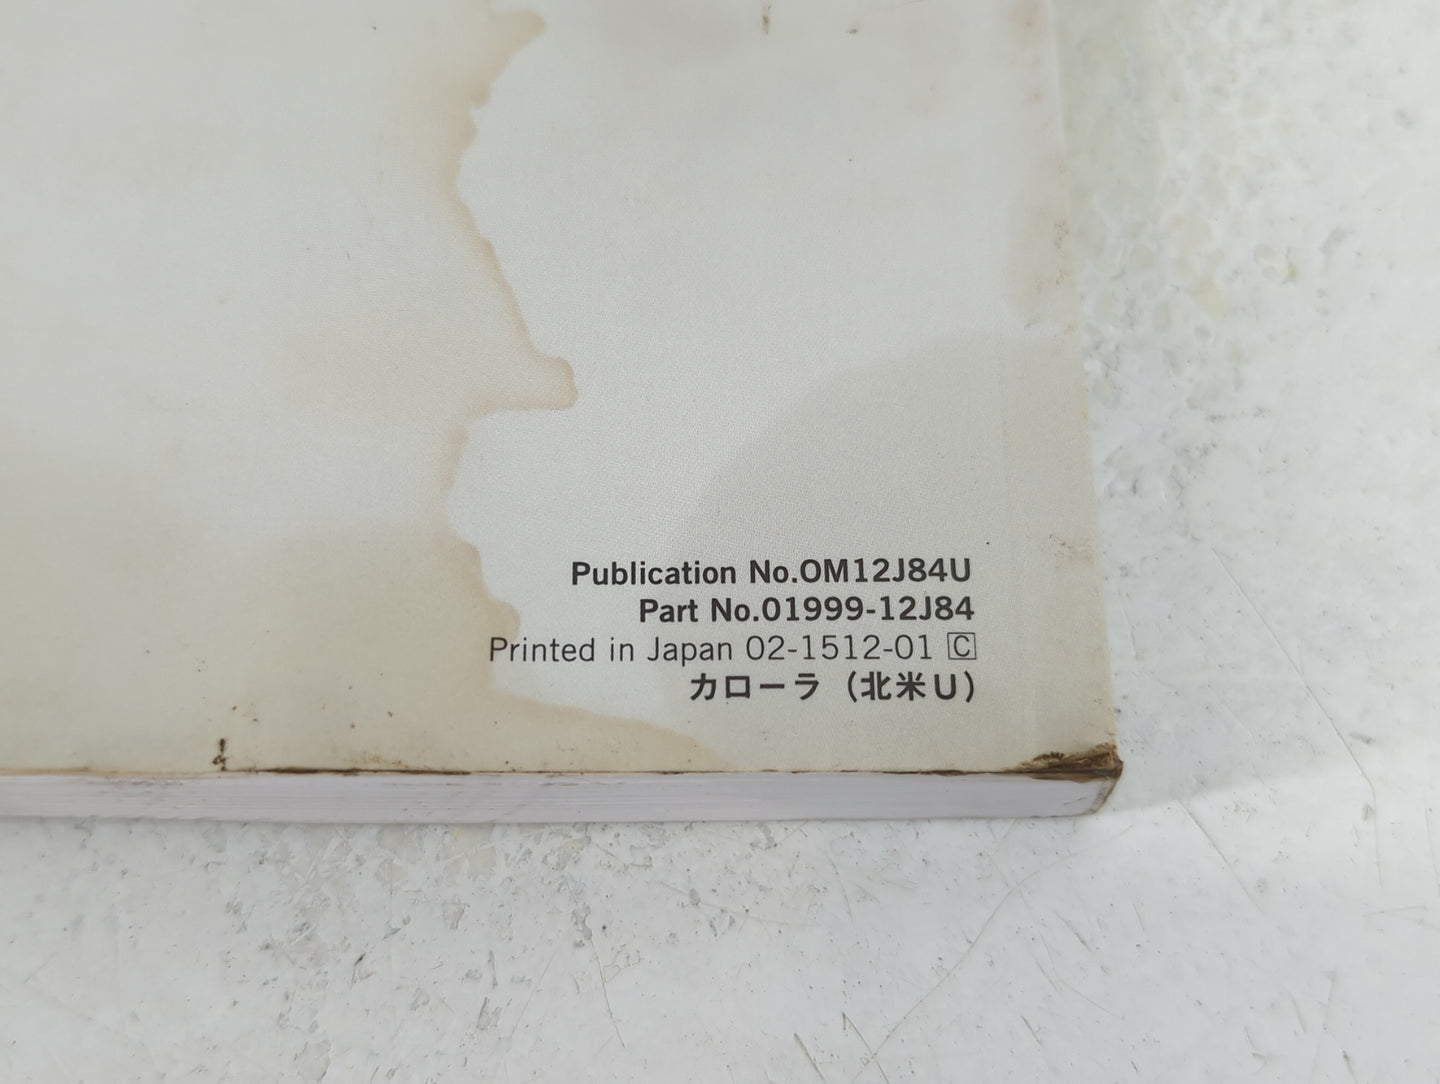 Publication No.OM12J84U
Part No.01999-12J84
Printed in Japan 02-1512-01 C
カローラ (北米U)